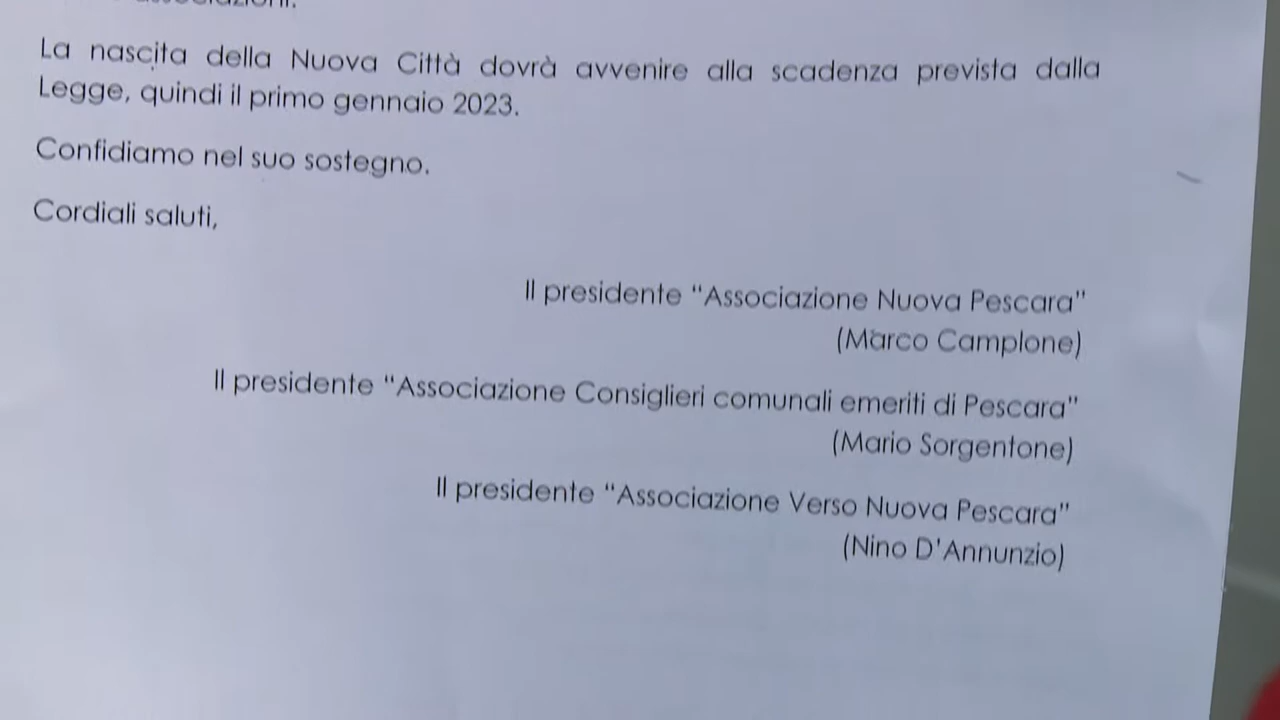 associazioni.
La nascita della Nuova Città dovrà avvenire alla scadenza prevista dalla
Legge, quindi il primo gennaio 2023.
Confidiamo nel suo sostegno.
Cordiali saluti,
Il presidente “Associazione Nuova Pescara”
(Marco Camplone)
Il presidente “Associazione Consiglieri comunali emeriti di Pescara”
(Mario Sorgentone)
Il presidente “Associazione Verso Nuova Pescara”
(Nino D'Annunzio)